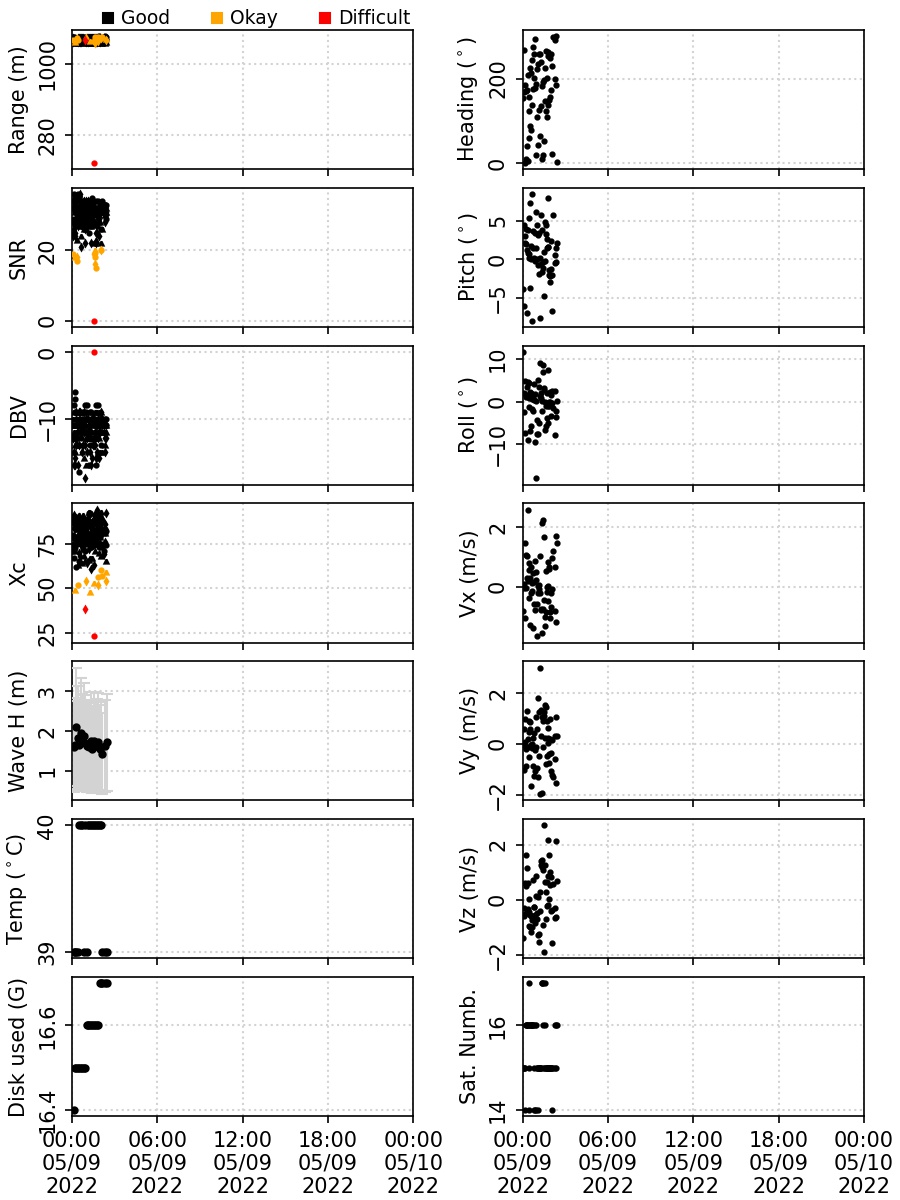 Good Okay Difficult
Range (m)
1000
280
Heading (°)
200
0
SNR
20
0
Pitch (°)
5
0
−5
DBV
0
−10
Roll (°)
10
0
−10
Xc
75
50
25
Vx (m/s)
2
0
Wave H (m)
3
2
1
Vy (m/s)
2
0
−2
Temp (°C)
40
39
Vz (m/s)
2
0
−2
Disk used (G)
16.6
16.4
Sat. Numb.
16
14
00:00 06:00 12:00 18:00 00:00
05/09 05/09 05/09 05/09 05/10
2022 2022 2022 2022 2022
00:00 06:00 12:00 18:00 00:00
05/09 05/09 05/09 05/09 05/10
2022 2022 2022 2022 2022